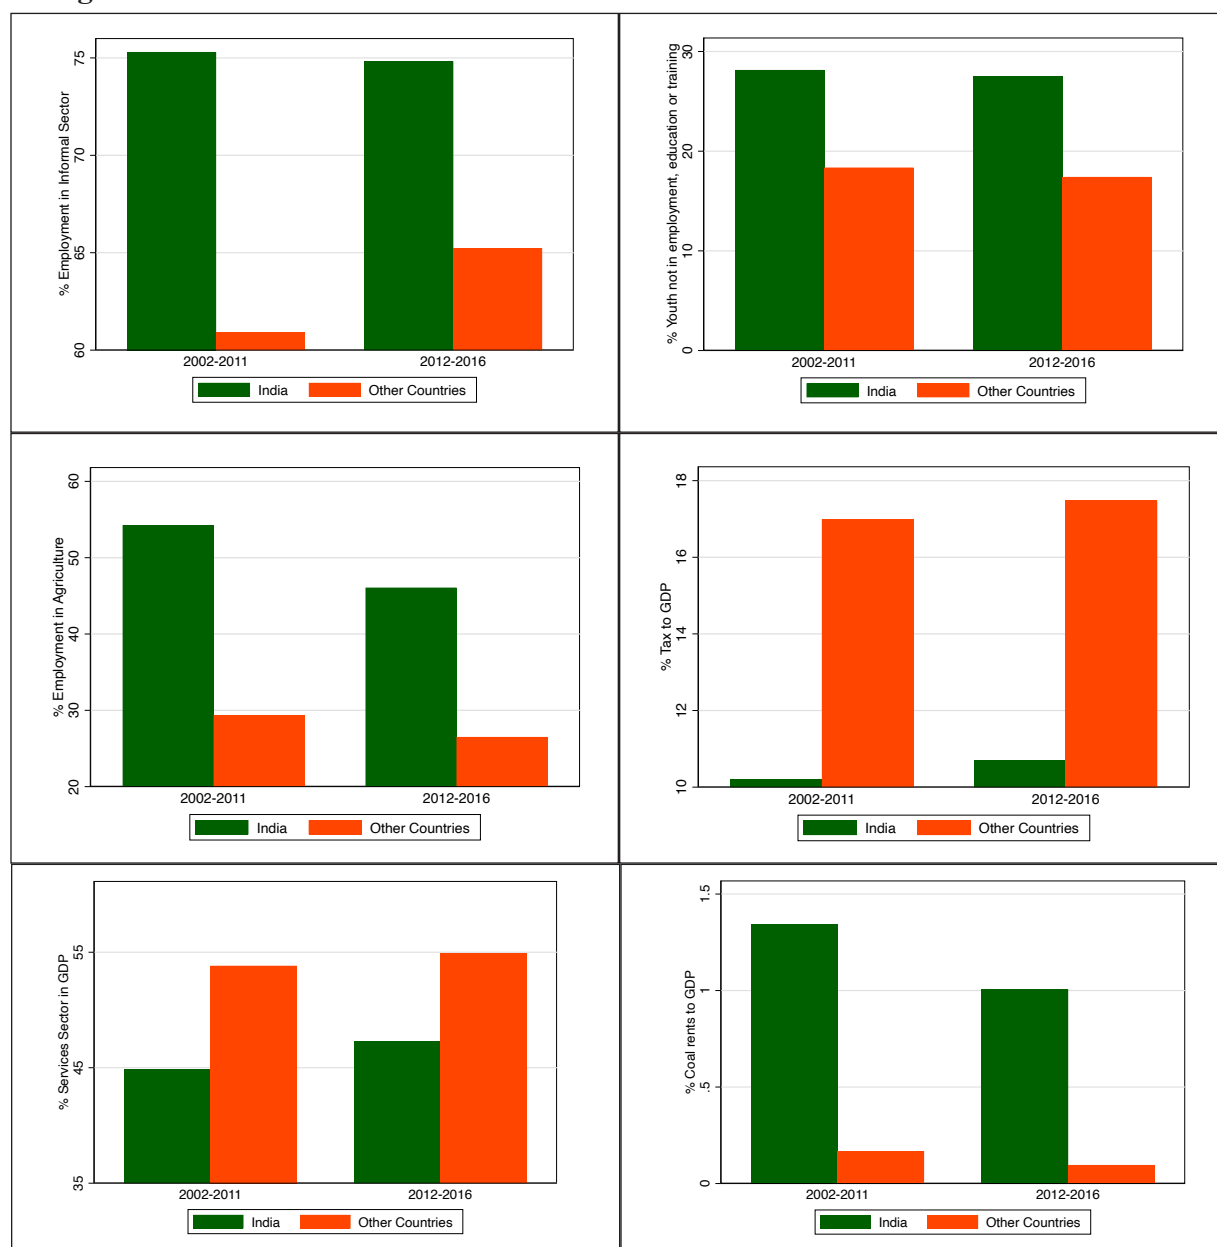 % Employment in Informal Sector
75
70
65
60
2002-2011
2012-2016
India
Other Countries
% Youth not in employment, education or training
30
20
10
0
2002-2011
2012-2016
India
Other Countries
% Employment in Agriculture
60
50
40
30
20
2002-2011
2012-2016
India
Other Countries
% Tax to GDP
18
16
14
12
10
2002-2011
2012-2016
India
Other Countries
% Services Sector in GDP
55
45
35
2002-2011
2012-2016
India
Other Countries
% Coal rents to GDP
1.5
1
.5
0
2002-2011
2012-2016
India
Other Countries